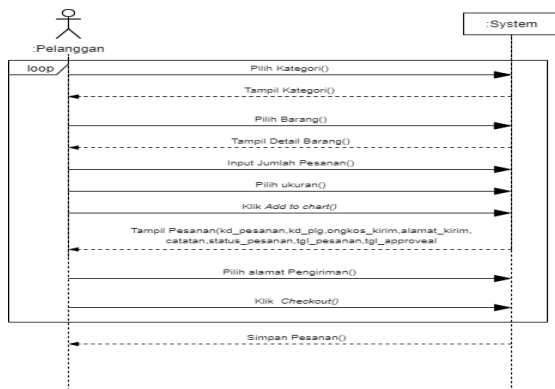 :Pelanggan
:System
loop
Pilih Kategori()
Tampil Kategori()
Pilih Barang()
Tampil Detail Barang()
Input Jumlah Pesanan()
Pilih ukuran()
Klik Add to chart()
Tampil Pesanan(kd_pesanan,kd_plg,ongkos_kirim,alamat_kirim,
catatan,status_pesanan,tgl_pesanan,tgl_approveal
Pilih alamat Pengiriman()
Klik Checkout()
Simpan Pesanan()